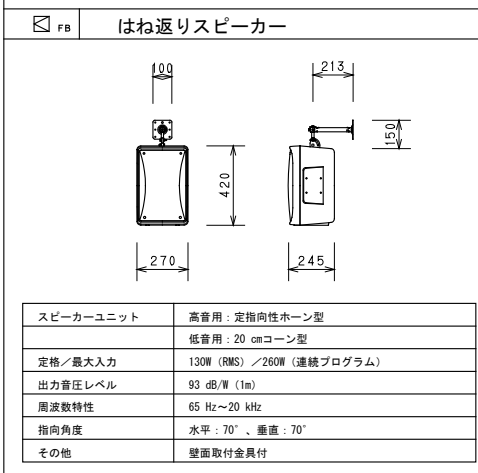 FB はね返りスピーカー
100
213
150
420
270
245
スピーカーユニット 高音用：定指向性ホーン型
低音用：20 cmコーン型
定格／最大入力 130W (RMS) ／260W (連続プログラム)
出力音圧レベル 93 dB/W (1m)
周波数特性 65 Hz～20 kHz
指向角度 水平：70°、垂直：70°
その他 壁面取付金具付